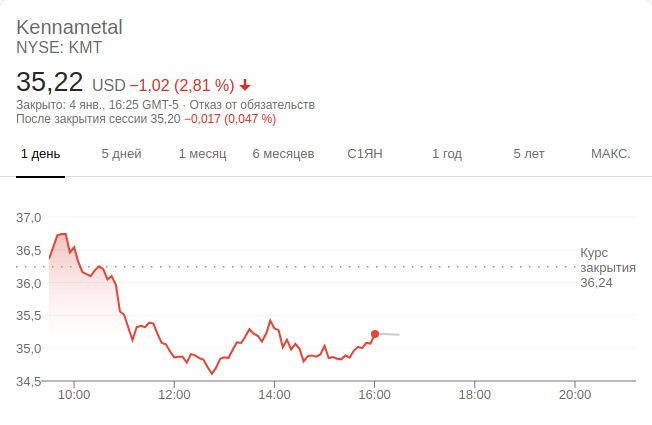 Kennametal
NYSE: KMT
35,22 USD −1,02 (2,81 %)
Закрыто: 4 янв., 16:25 GMT-5 · Отказ от обязательств
После закрытия сессии 35,20 −0,017 (0,047 %)
1 день 5 дней 1 месяц 6 месяцев С1ЯН 1 год 5 лет МАКС.
37,0
36,5
36,0
35,5
35,0
34,5
Курс
закрытия
36,24
10:00 12:00 14:00 16:00 18:00 20:00